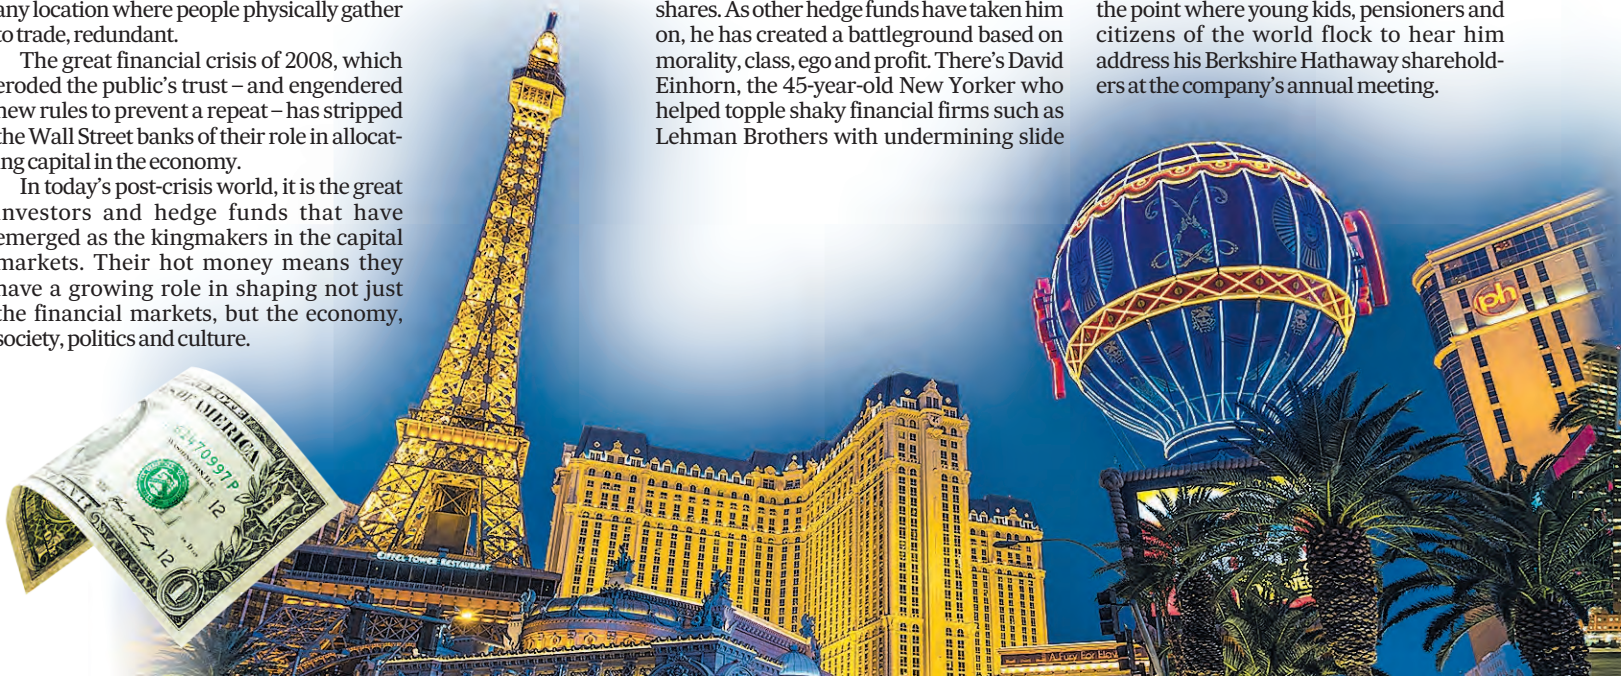 any location where people physically gather
to trade, redundant.
The great financial crisis of 2008, which
eroded the public's trust – and engendered
new rules to prevent a repeat – has stripped
the Wall Street banks of their role in allocat-
ing capital in the economy.
In today's post-crisis world, it is the great
investors and hedge funds that have
emerged as the kingmakers in the capital
markets. Their hot money means they
have a growing role in shaping not just
the financial markets, but the economy,
society, politics and culture.
shares. As other hedge funds have taken him
on, he has created a battleground based on
morality, class, ego and profit. There's David
Einhorn, the 45-year-old New Yorker who
helped topple shaky financial firms such as
Lehman Brothers with undermining slide
the point where young kids, pensioners and
citizens of the world flock to hear him
address his Berkshire Hathaway sharehold-
ers at the company's annual meeting.
ph
OF AMERICA
WASHINGTON, D.C.
12
1
12
EIFFEL TOWER RESTAURANT